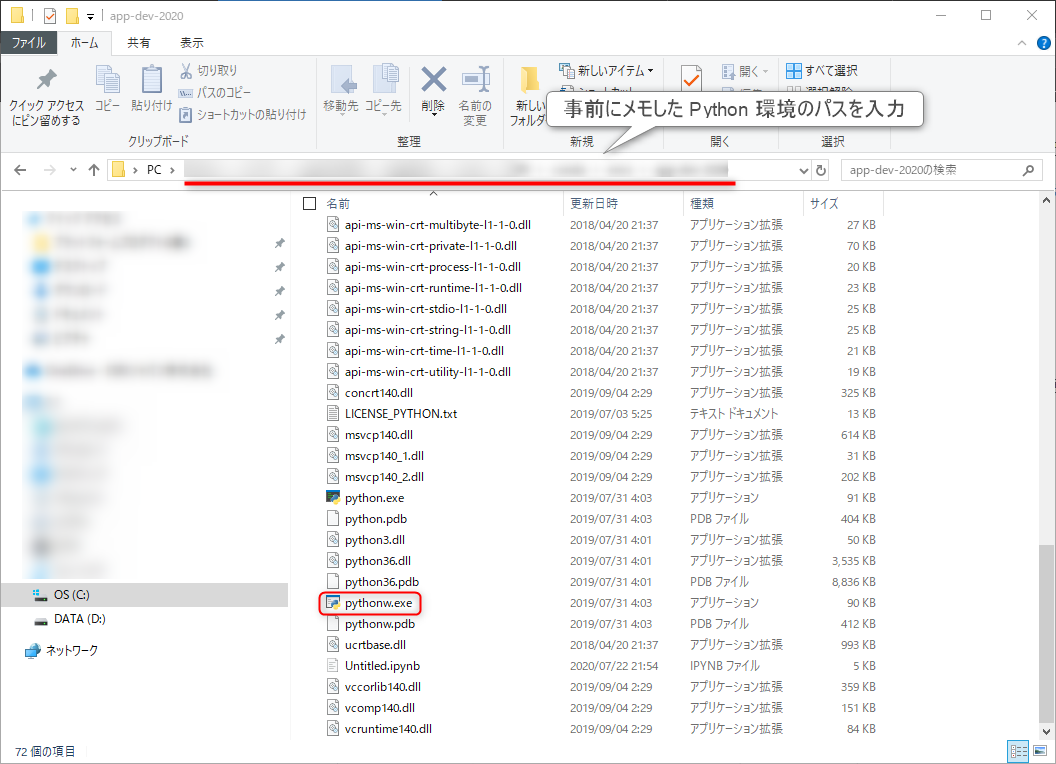 app-dev-2020
ファイル ホーム 共有 表示
クイック アクセス
にピン留めする
コピー
貼り付け
切り取り
パスのコピー
ショートカットの貼り付け
クリップボード
移動先
コピー先
削除
名前の
変更
整理
新しい
フォルダー
新しいアイテム
新規
開く
開く
すべて選択
選択
事前にメモした Python 環境のパスを入力
PC
app-dev-2020の検索
名前 更新日時 種類 サイズ
api-ms-win-crt-multibyte-l1-1-0.dll 2018/04/20 21:37 アプリケーション拡張 27 KB
api-ms-win-crt-private-l1-1-0.dll 2018/04/20 21:37 アプリケーション拡張 70 KB
api-ms-win-crt-process-l1-1-0.dll 2018/04/20 21:37 アプリケーション拡張 20 KB
api-ms-win-crt-runtime-l1-1-0.dll 2018/04/20 21:37 アプリケーション拡張 23 KB
api-ms-win-crt-stdio-l1-1-0.dll 2018/04/20 21:37 アプリケーション拡張 25 KB
api-ms-win-crt-string-l1-1-0.dll 2018/04/20 21:37 アプリケーション拡張 25 KB
api-ms-win-crt-time-l1-1-0.dll 2018/04/20 21:37 アプリケーション拡張 21 KB
api-ms-win-crt-utility-l1-1-0.dll 2018/04/20 21:37 アプリケーション拡張 19 KB
concrt140.dll 2019/09/04 2:29 アプリケーション拡張 325 KB
LICENSE_PYTHON.txt 2019/07/03 5:25 テキスト ドキュメント 13 KB
msvcp140.dll 2019/09/04 2:29 アプリケーション拡張 614 KB
msvcp140_1.dll 2019/09/04 2:29 アプリケーション拡張 31 KB
msvcp140_2.dll 2019/09/04 2:29 アプリケーション拡張 202 KB
python.exe 2019/07/31 4:03 アプリケーション 91 KB
python.pdb 2019/07/31 4:03 PDB ファイル 404 KB
python3.dll 2019/07/31 4:01 アプリケーション拡張 50 KB
python36.dll 2019/07/31 4:01 アプリケーション拡張 3,535 KB
python36.pdb 2019/07/31 4:01 PDB ファイル 8,836 KB
pythonw.exe 2019/07/31 4:03 アプリケーション 90 KB
pythonw.pdb 2019/07/31 4:03 PDB ファイル 412 KB
ucrtbase.dll 2018/04/20 21:37 アプリケーション拡張 993 KB
Untitled.ipynb 2020/07/22 21:54 IPYNB ファイル 5 KB
vccorlib140.dll 2019/09/04 2:29 アプリケーション拡張 359 KB
vcomp140.dll 2019/09/04 2:29 アプリケーション拡張 151 KB
vcruntime140.dll 2019/09/04 2:29 アプリケーション拡張 84 KB
OS (C:)
DATA (D:)
ネットワーク
72 個の項目